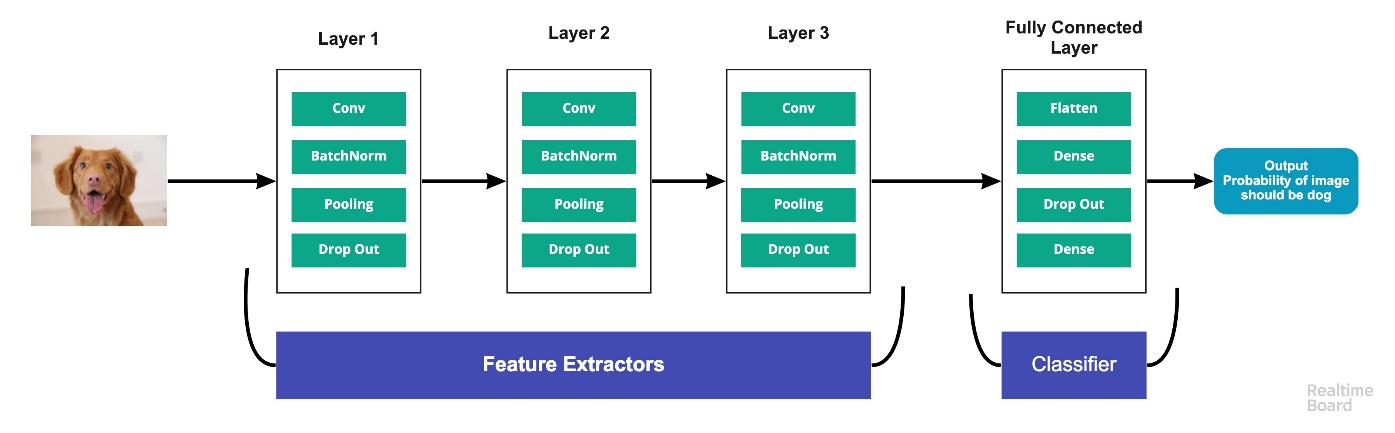 Layer 1
Layer 2
Layer 3
Fully Connected
Layer
Conv
BatchNorm
Pooling
Drop Out
Conv
BatchNorm
Pooling
Drop Out
Conv
BatchNorm
Pooling
Drop Out
Flatten
Dense
Drop Out
Dense
Output
Probability of image
should be dog
Feature Extractors
Classifier
Realtime
Board